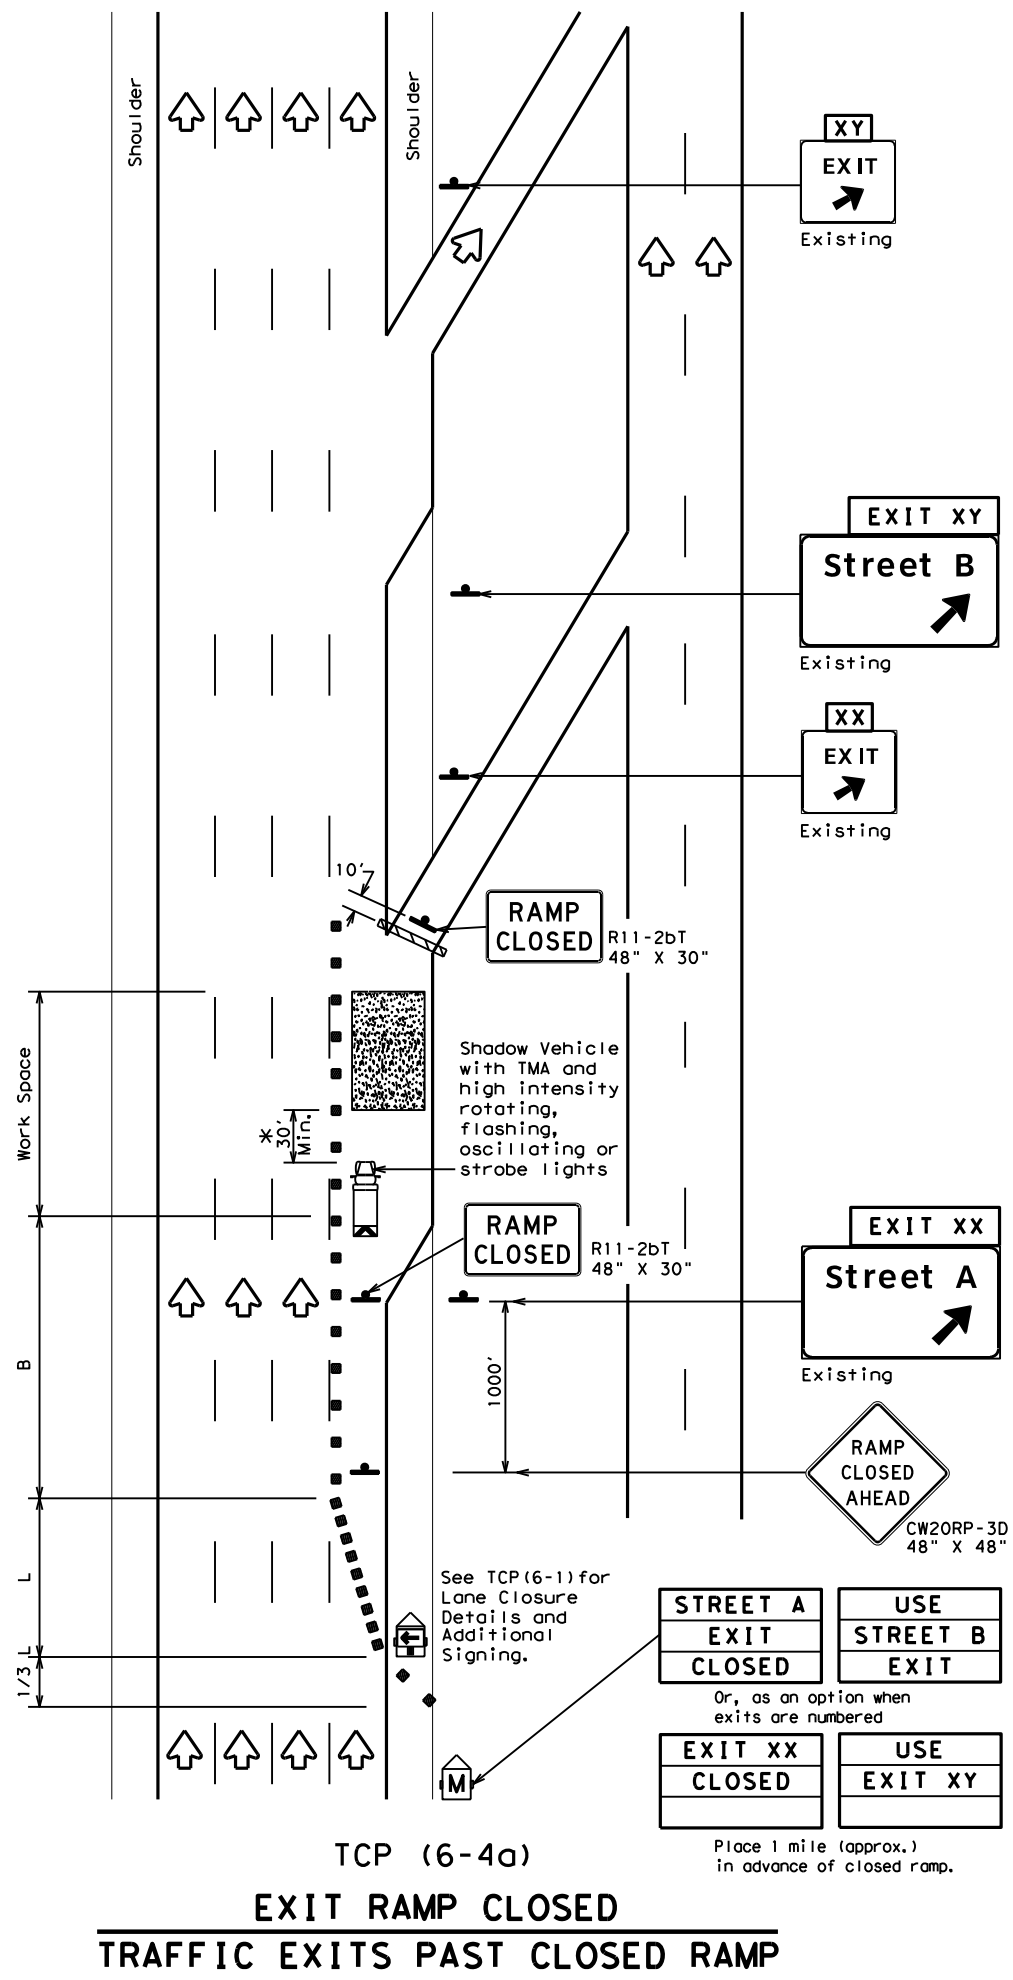 Shoulder
Shoulder
XY
EXIT
Existing
EXIT XY
Street B
Existing
XX
EXIT
Existing
10'
RAMP
CLOSED
R11-2bT
48" X 30"
Work Space
*
30'
Min.
Shadow Vehicle
with TMA and
high intensity
rotating,
flashing,
oscillating or
strobe lights
RAMP
CLOSED
R11-2bT
48" X 30"
EXIT XX
Street A
Existing
B
1000'
RAMP
CLOSED
AHEAD
CW20RP-3D
48" X 48"
L
1/3 L
See TCP(6-1)for
Lane Closure
Details and
Additional
Signing.
STREET A
EXIT
CLOSED
USE
STREET B
EXIT
Or, as an option when
exits are numbered
EXIT XX
CLOSED
USE
EXIT XY
M
Place 1 mile (approx.)
in advance of closed ramp.
TCP (6-4a)
EXIT RAMP CLOSED
TRAFFIC EXITS PAST CLOSED RAMP